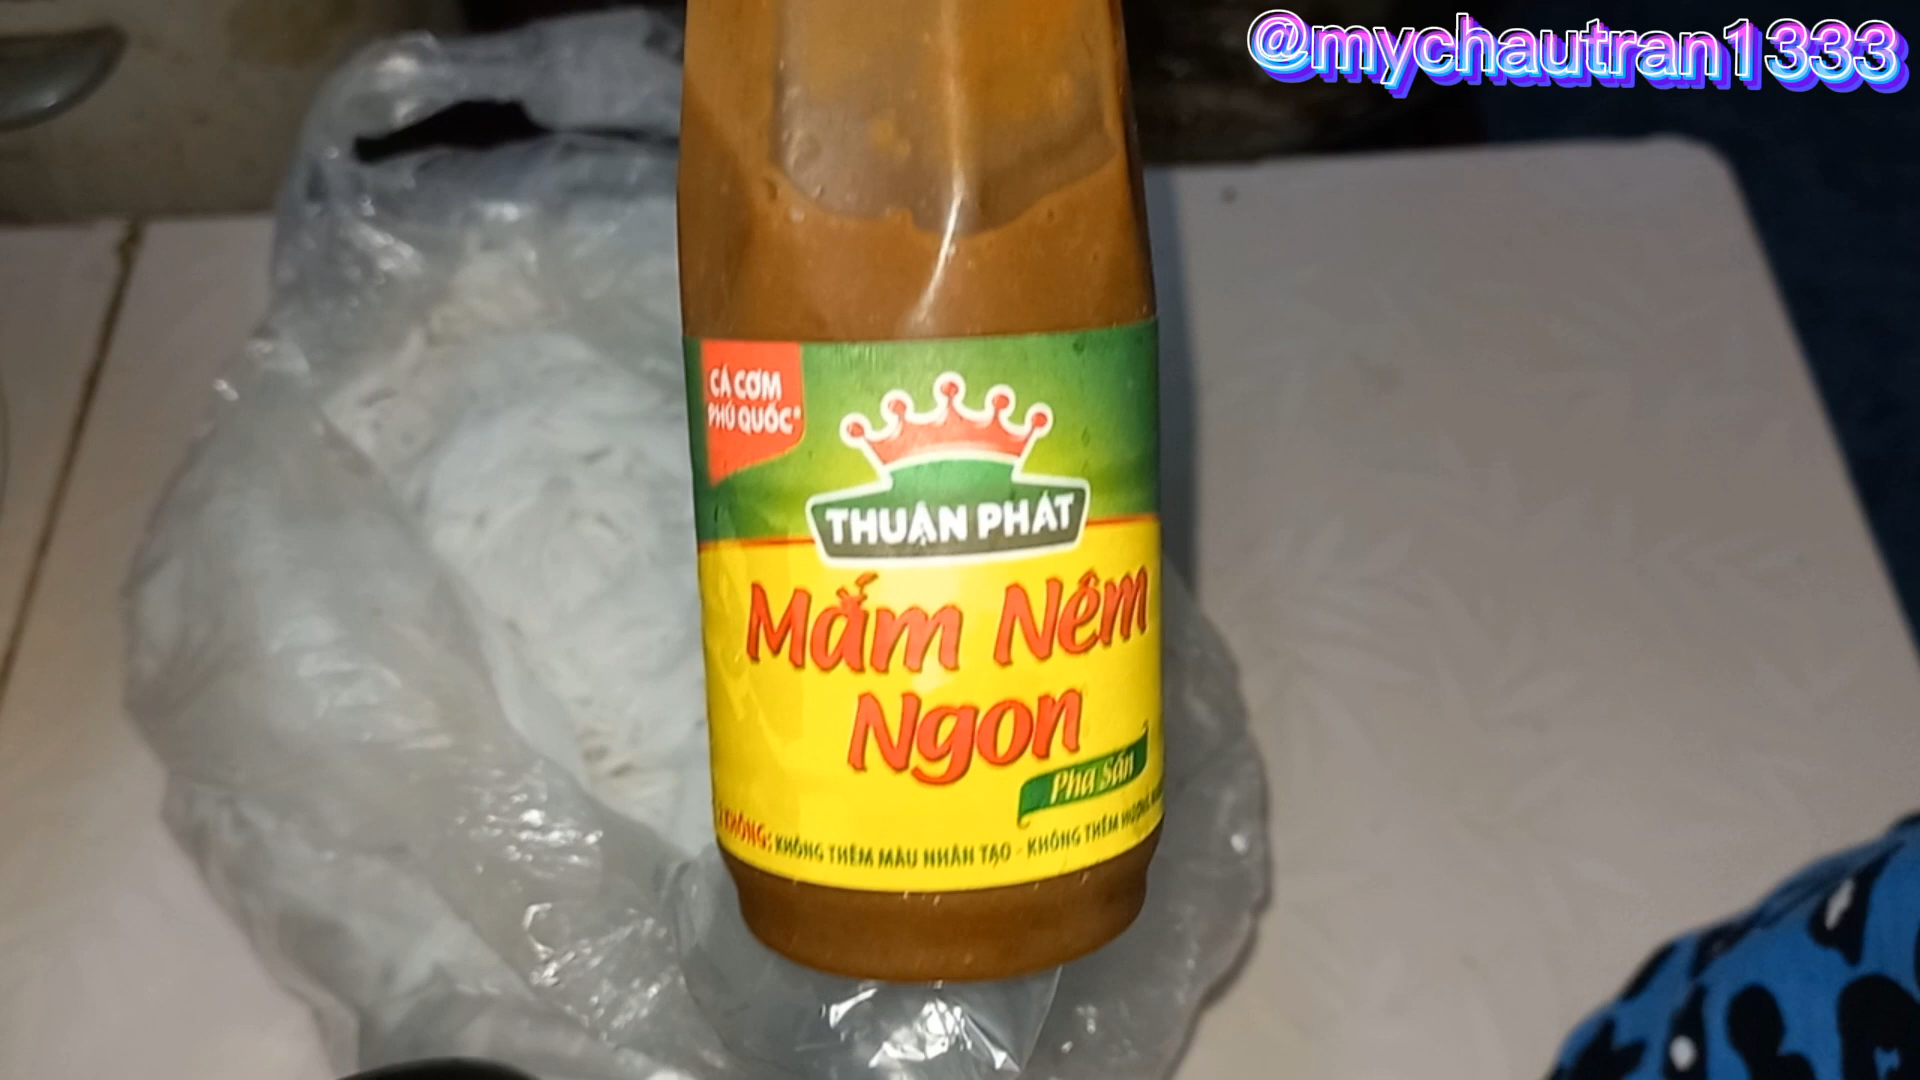 @mychautran1333
CÁ CƠM
PHÚ QUỐC*
THUẬN PHÁT
Mắm Nêm
Ngon
Pha Sẵn
KHÔNG: KHÔNG THÊM MÀU NHÂN TẠO - KHÔNG THÊM